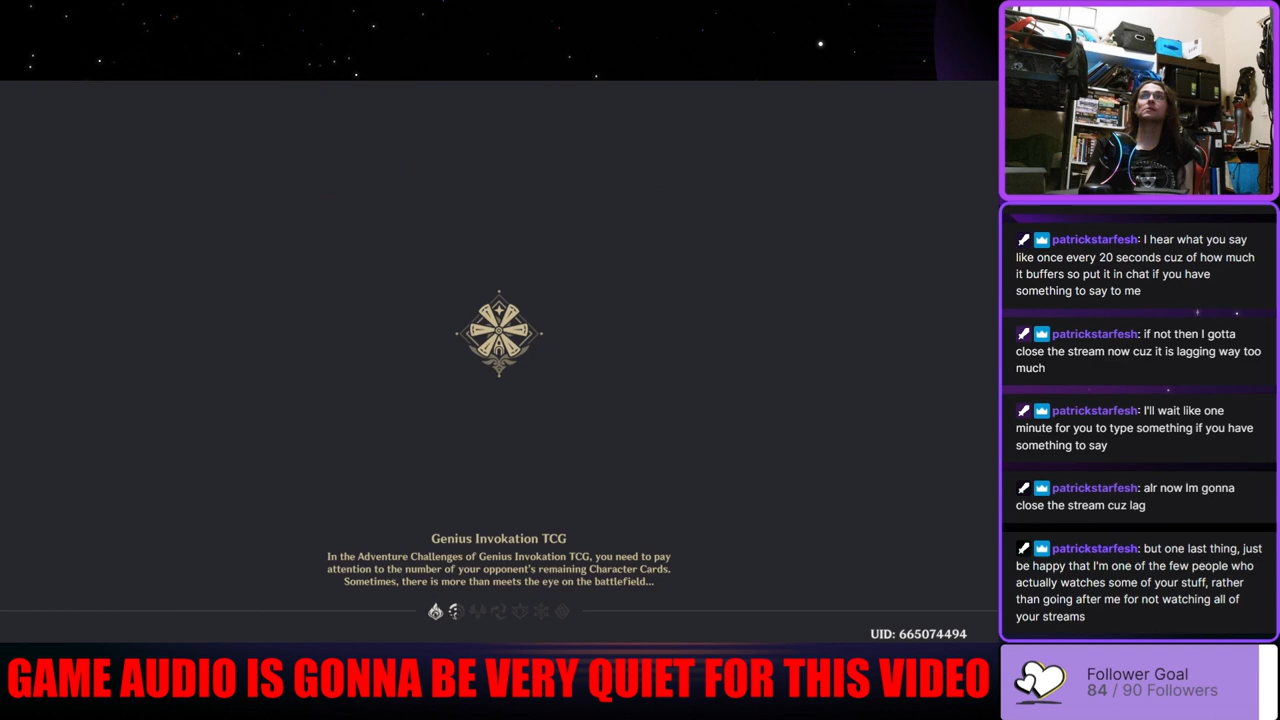 patrickstarfesh: I hear what you say
like once every 20 seconds cuz of how much
it buffers so put it in chat if you have
something to say to me
patrickstarfesh: if not then I gotta
close the stream now cuz it is lagging way too
much
patrickstarfesh: I'll wait like one
minute for you to type something if you have
something to say
patrickstarfesh: alr now Im gonna
close the stream cuz lag
patrickstarfesh: but one last thing, just
be happy that I'm one of the few people who
actually watches some of your stuff, rather
than going after me for not watching all of
your streams
Genius Invokation TCG
In the Adventure Challenges of Genius Invokation TCG, you need to pay
attention to the number of your opponent's remaining Character Cards.
Sometimes, there is more than meets the eye on the battlefield...
UID: 665074494
GAME AUDIO IS GONNA BE VERY QUIET FOR THIS VIDEO
Follower Goal
84 / 90 Followers